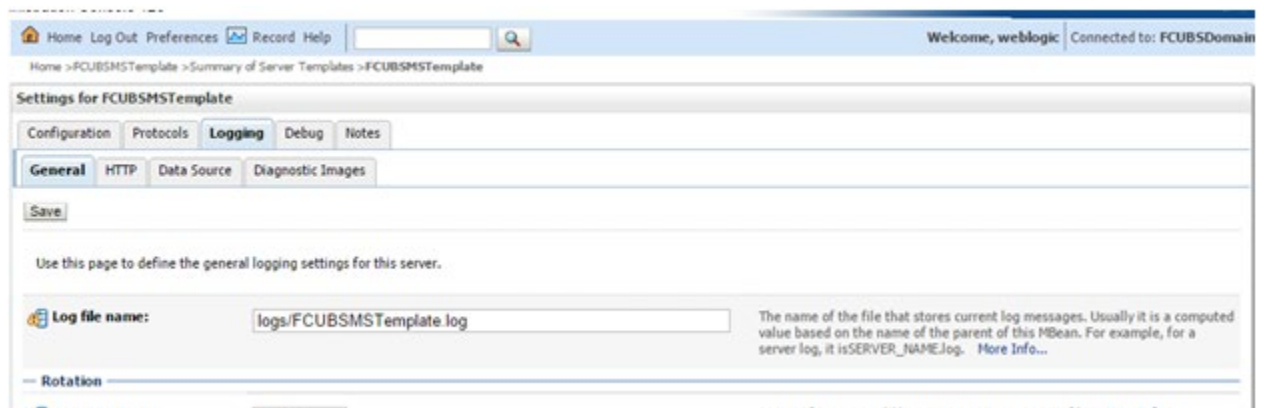 Home Log Out Preferences Record Help
Welcome, weblogic Connected to: FCUBSDomain
Home >FCUBSMSTemplate >Summary of Server Templates >FCUBSMSTemplate
Settings for FCUBSMSTemplate
Configuration Protocols Logging Debug Notes
General HTTP Data Source Diagnostic Images
Save
Use this page to define the general logging settings for this server.
Log file name:
logs/FCUBSMSTemplate.log
The name of the file that stores current log messages. Usually it is a computed
value based on the name of the parent of this MBean. For example, for a
server log, it isSERVER_NAME.log. More Info...
Rotation